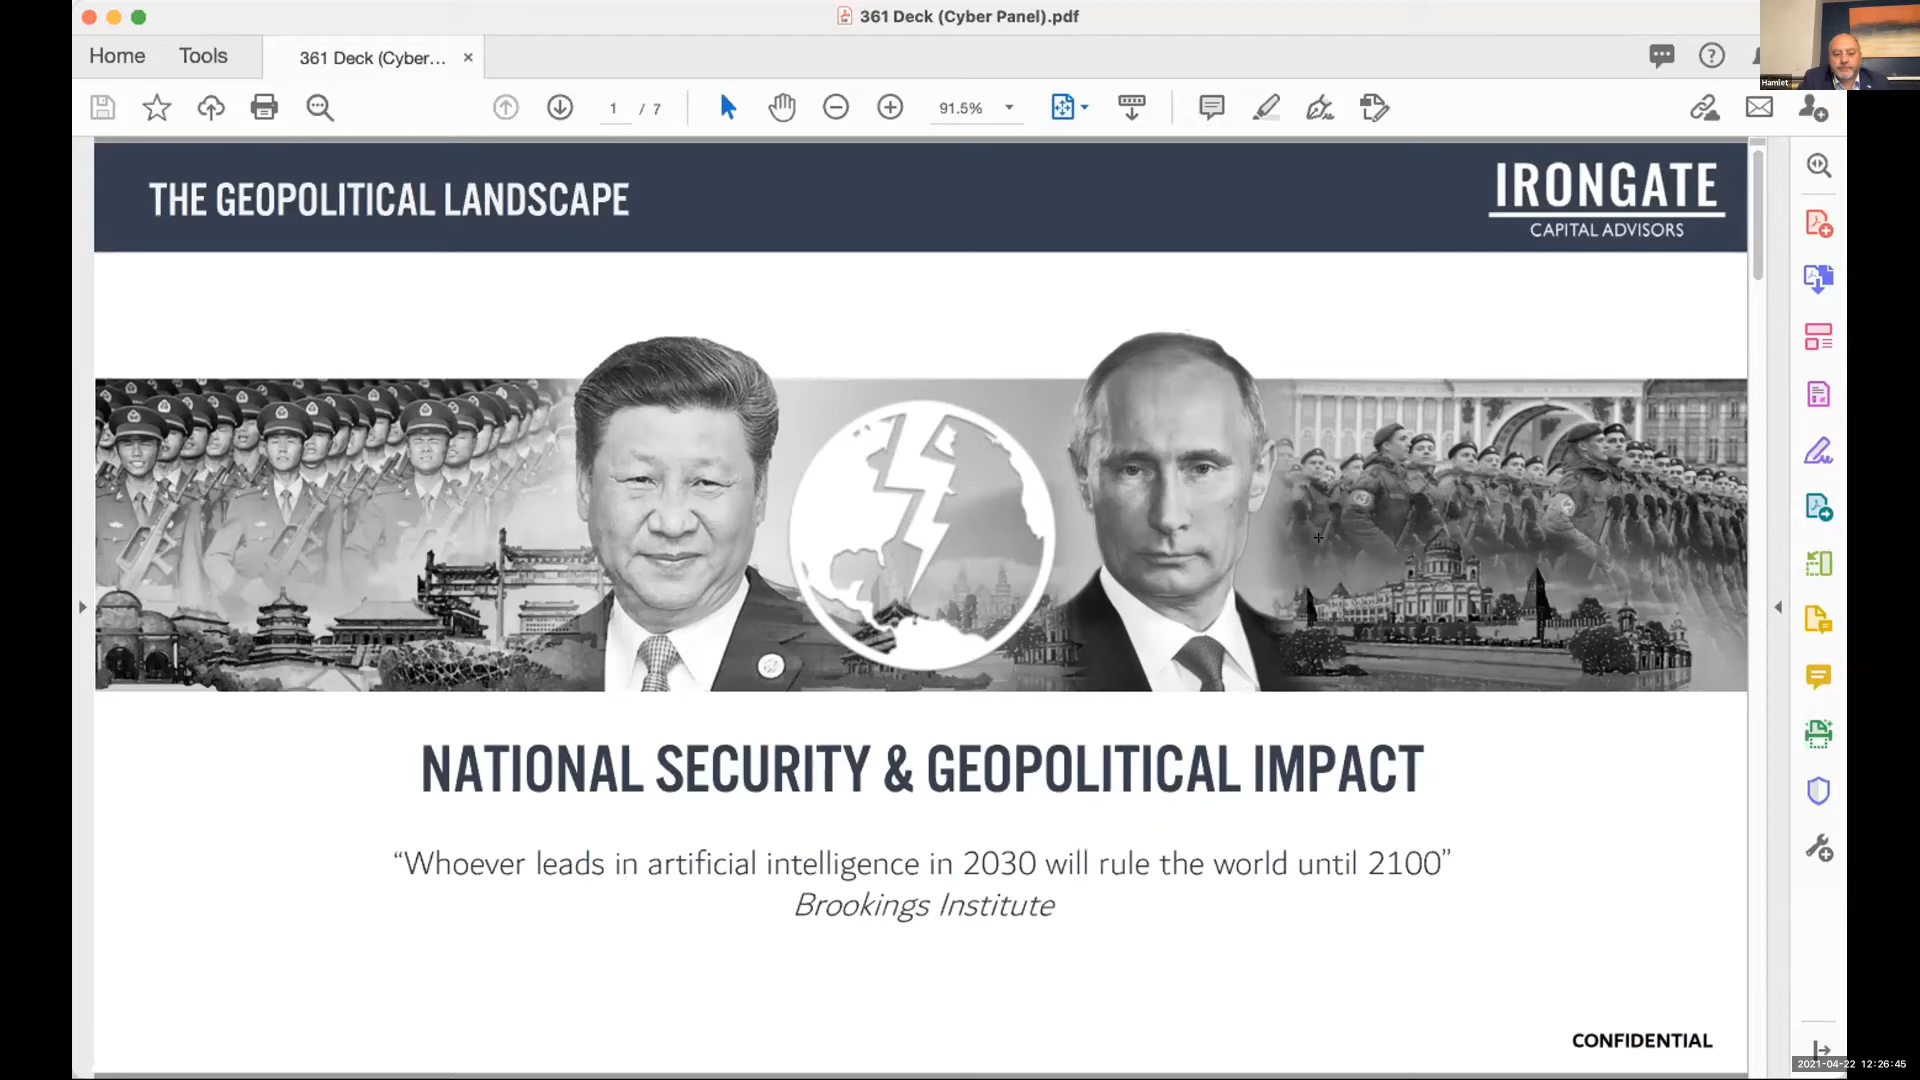 361 Deck (Cyber Panel).pdf
Home
Tools
361 Deck (Cyber...
Hamlet
1 / 7
91.5%
THE GEOPOLITICAL LANDSCAPE
IRONGATE
CAPITAL ADVISORS
NATIONAL SECURITY & GEOPOLITICAL IMPACT
“Whoever leads in artificial intelligence in 2030 will rule the world until 2100”
Brookings Institute
CONFIDENTIAL
2021-04-22 12:26:45